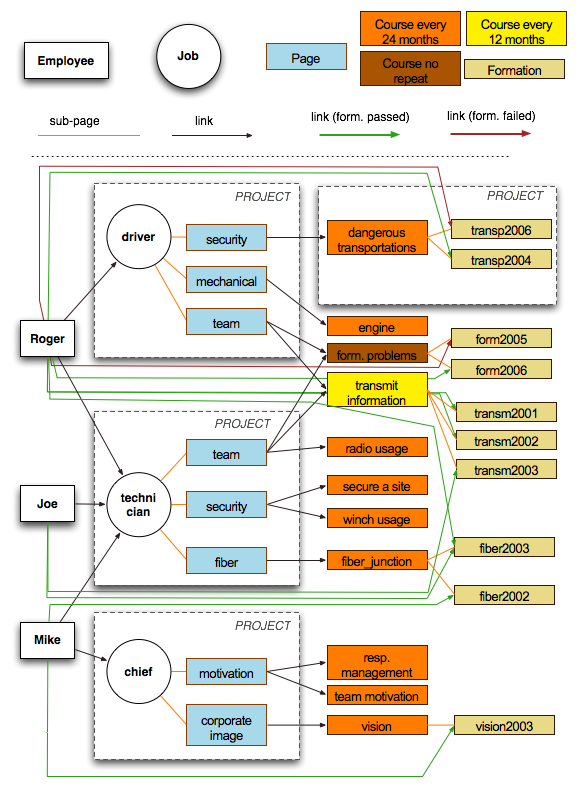 Employee
Job
Page
Course every
24 months
Course every
12 months
Course no
repeat
Formation
sub-page
link
link (form. passed)
link (form. failed)
PROJECT
PROJECT
driver
security
mechanical
team
dangerous
transportations
transp2006
transp2004
Roger
engine
form. problems
transmit
information
form2005
form2006
transm2001
transm2002
transm2003
PROJECT
team
techni
cian
security
fiber
radio usage
secure a site
winch usage
fiber_junction
fiber2003
fiber2002
Joe
Mike
PROJECT
chief
motivation
corporate
image
resp.
management
team motivation
vision
vision2003